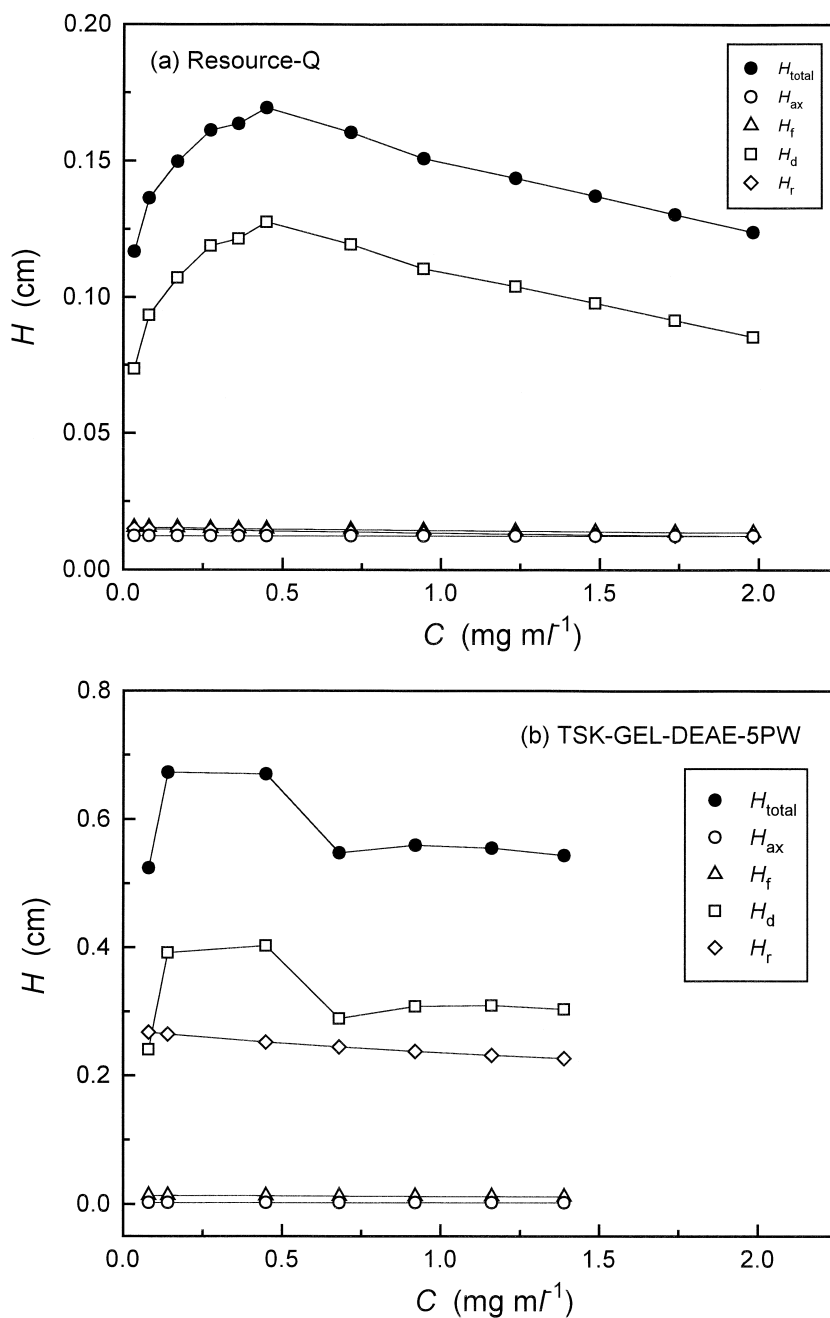 0.20
(a) Resource-Q
H_total
H_ax
H_f
H_d
H_r
0.15
0.10
0.05
0.00
H (cm)
0.0 0.5 1.0 1.5 2.0
C (mg ml⁻¹)
0.8
(b) TSK-GEL-DEAE-5PW
H_total
H_ax
H_f
H_d
H_r
0.6
0.4
0.2
0.0
H (cm)
0.0 0.5 1.0 1.5 2.0
C (mg ml⁻¹)